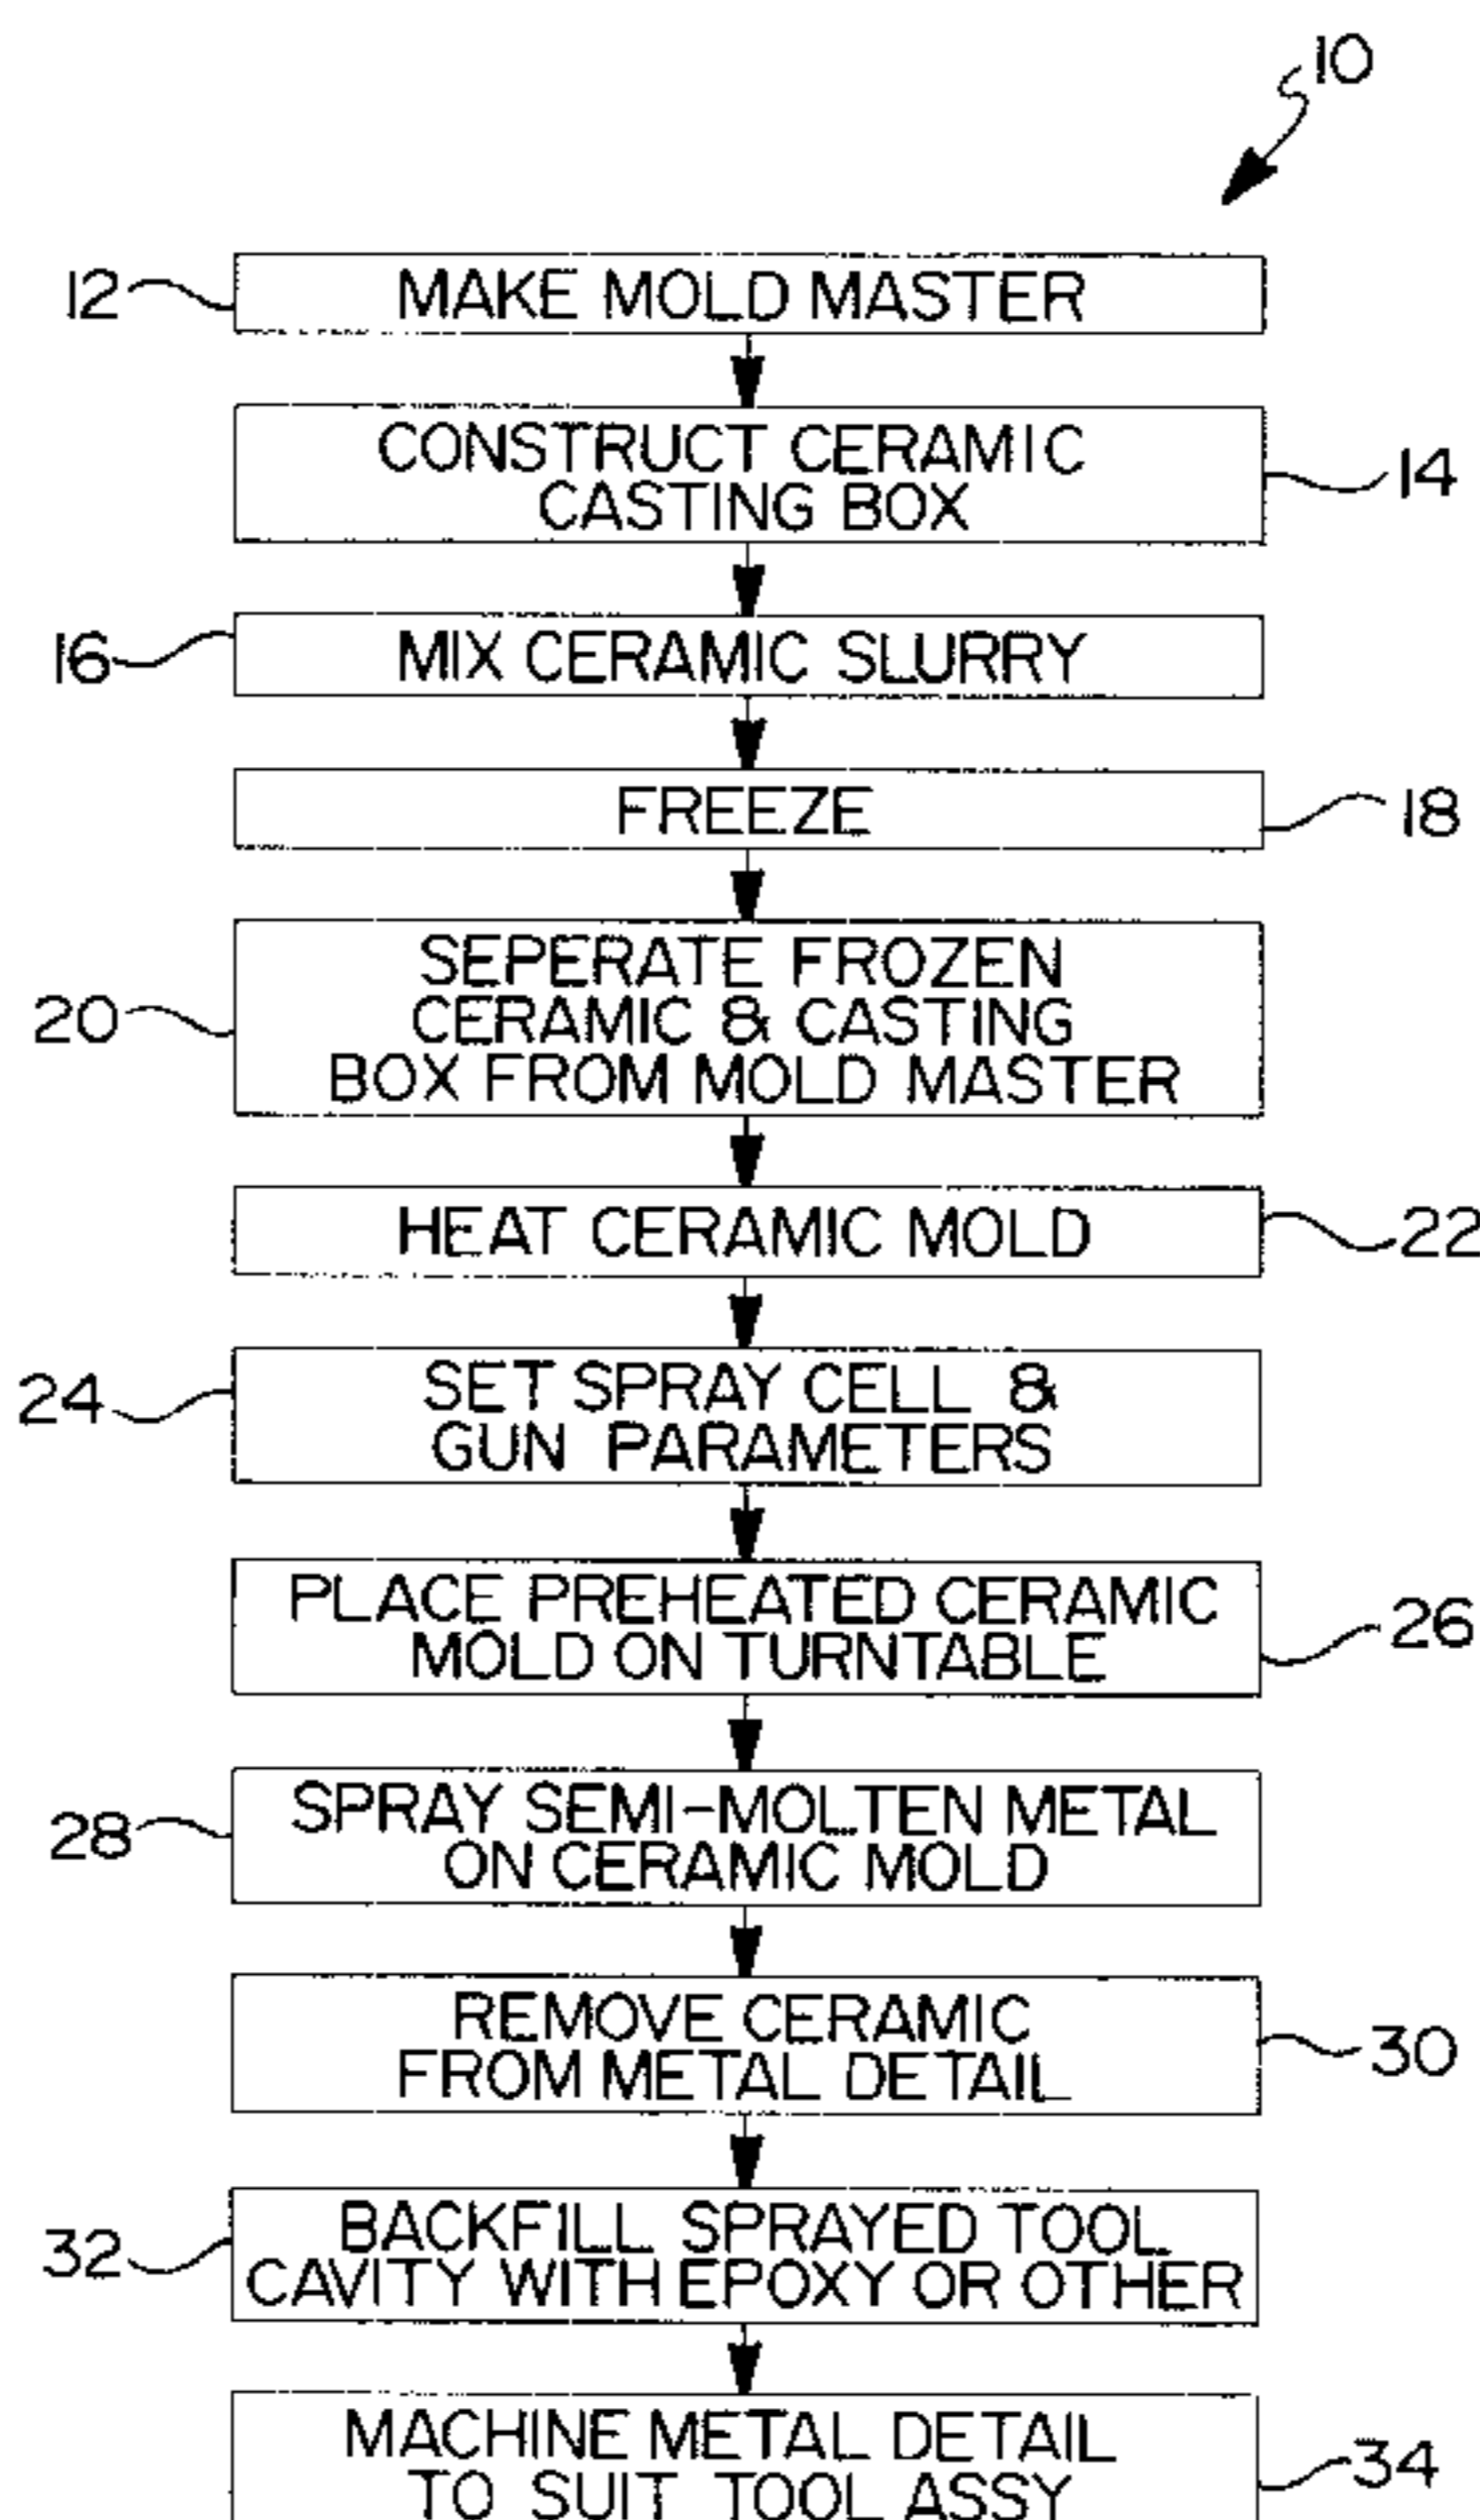 10
12
MAKE MOLD MASTER
CONSTRUCT CERAMIC
CASTING BOX
14
16
MIX CERAMIC SLURRY
FREEZE
18
20
SEPERATE FROZEN
CERAMIC & CASTING
BOX FROM MOLD MASTER
HEAT CERAMIC MOLD
22
24
SET SPRAY CELL &
GUN PARAMETERS
PLACE PREHEATED CERAMIC
MOLD ON TURNTABLE
26
28
SPRAY SEMI-MOLTEN METAL
ON CERAMIC MOLD
REMOVE CERAMIC
FROM METAL DETAIL
30
32
BACKFILL SPRAYED TOOL
CAVITY WITH EPOXY OR OTHER
MACHINE METAL DETAIL
TO SUIT TOOL ASSY
34